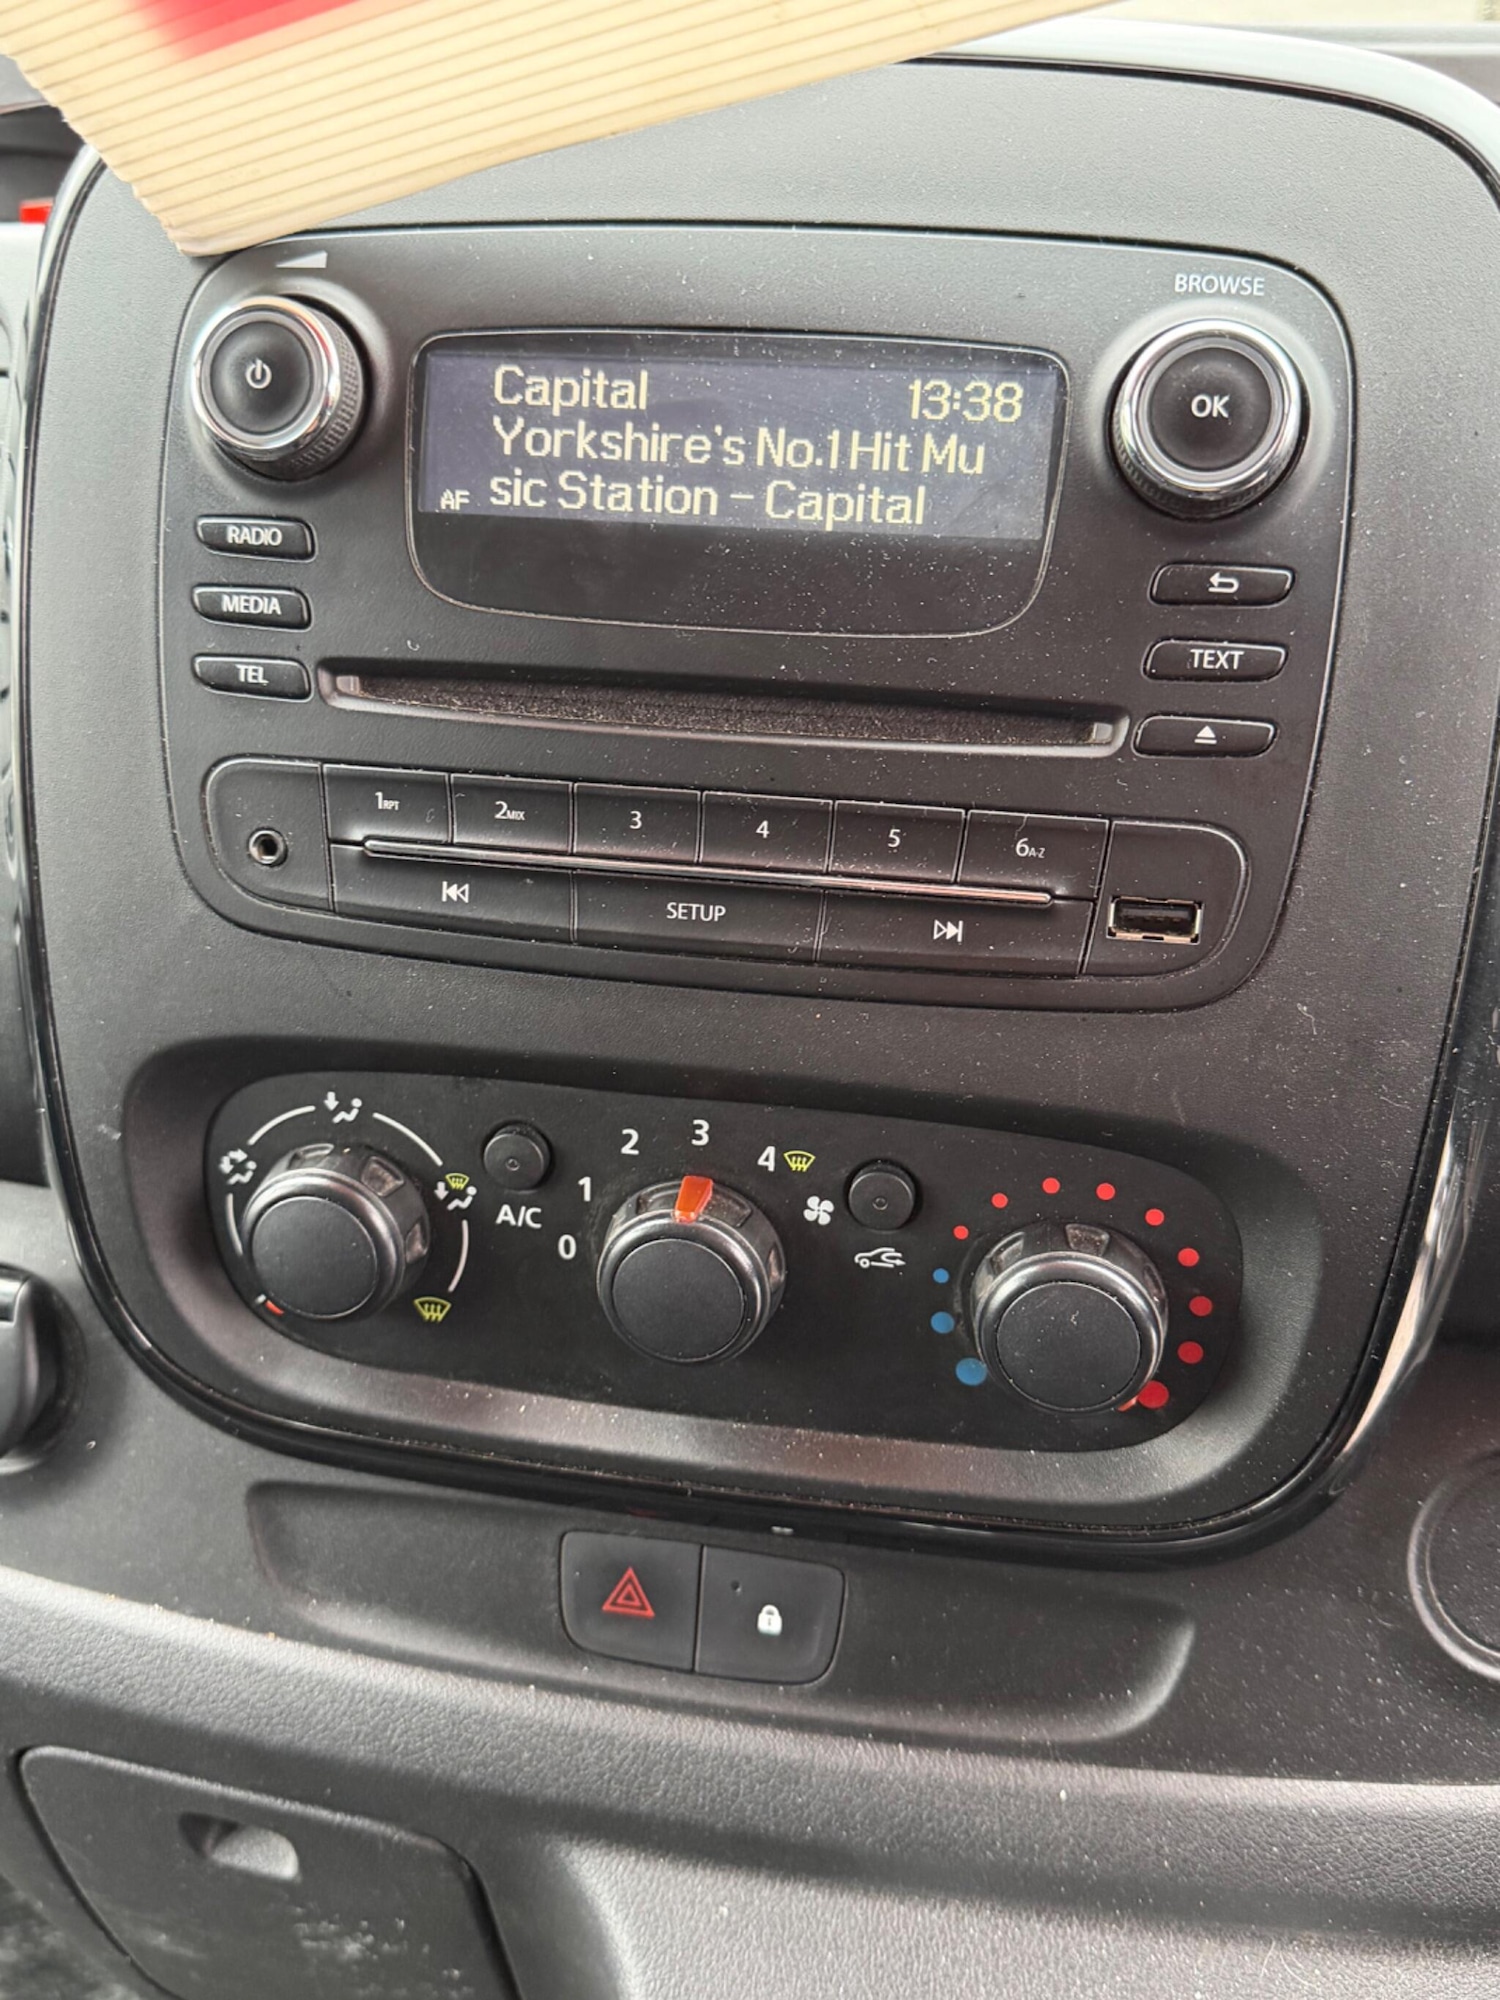 BROWSE
Capital 13:38
Yorkshire's No.1 Hit Mu
AF sic Station - Capital
OK
RADIO
MEDIA
TEL
TEXT
1RPT 2MIX 3 4 5 6A-Z
SETUP
0 1 2 3 4
A/C